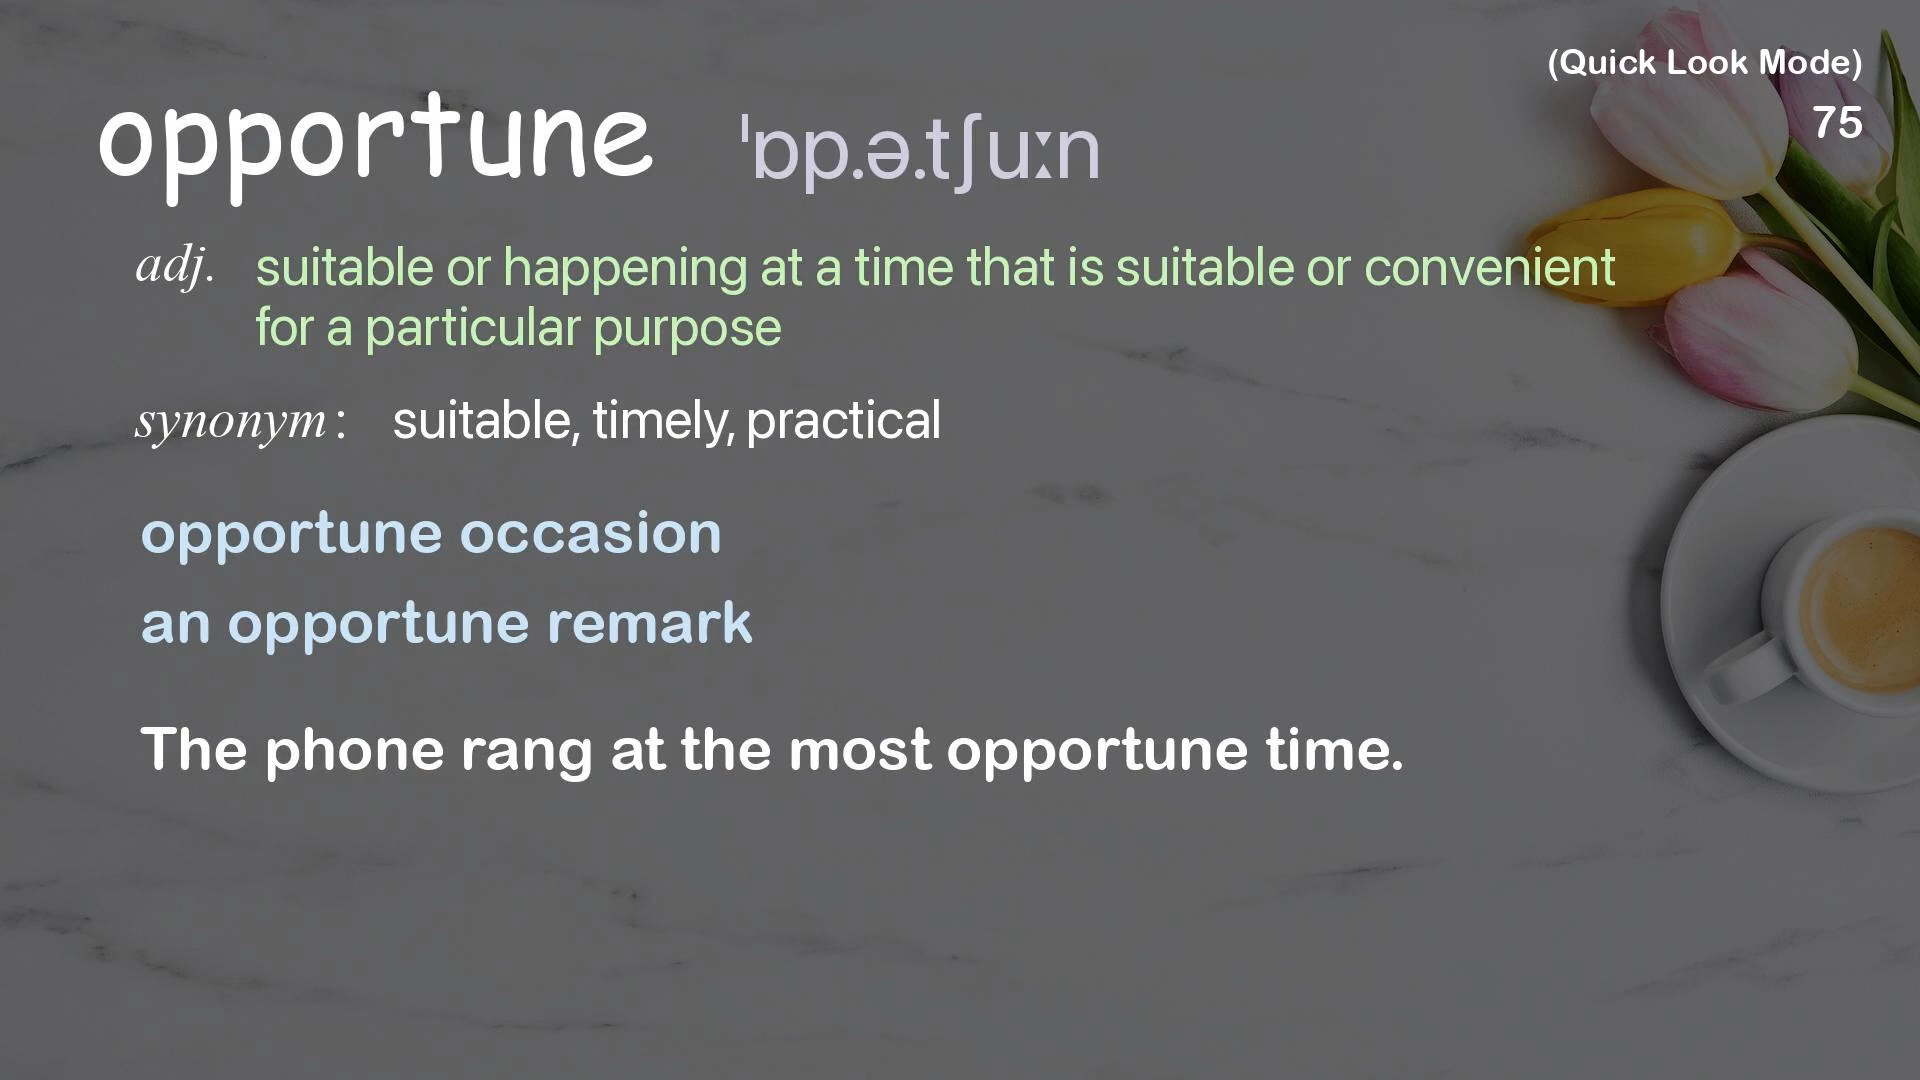 (Quick Look Mode)
75
opportune ˈɒp.ə.tʃuːn
adj. suitable or happening at a time that is suitable or convenient
for a particular purpose
synonym : suitable, timely, practical
opportune occasion
an opportune remark
The phone rang at the most opportune time.